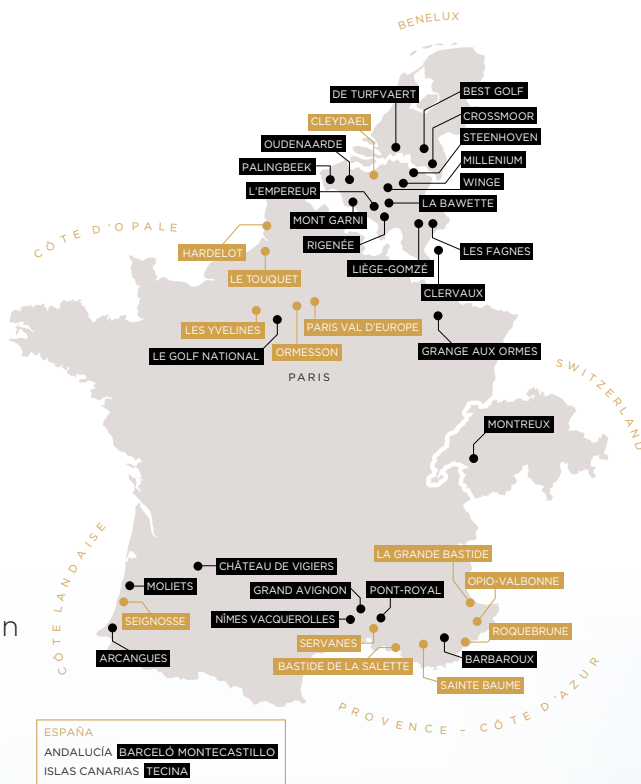 BENELUX
DE TURFVAERT
BEST GOLF
CLEYDAEL
CROSSMOOR
OUDENAARDE
STEENHOVEN
PALINGBEEK
MILLENIUM
L'EMPEREUR
WINGE
MONT GARNI
LA BAWETTE
RIGENÉE
LES FAGNES
LIÈGE-GOMZÉ
CLERVAUX
CÔTE D'OPALE
HARDELOT
LE TOUQUET
LES YVELINES
PARIS VAL D'EUROPE
LE GOLF NATIONAL
ORMESSON
GRANGE AUX ORMES
PARIS
SWITZERLAND
MONTREUX
CÔTE LANDAISE
CHÂTEAU DE VIGIERS
MOLIETS
SEIGNOSSE
ARCANGUES
n
LA GRANDE BASTIDE
OPIO-VALBONNE
GRAND AVIGNON
PONT-ROYAL
NÎMES VACQUEROLLES
ROQUEBRUNE
SERVANES
BARBAROUX
BASTIDE DE LA SALETTE
SAINTE BAUME
PROVENCE - CÔTE D'AZUR
ESPAÑA
ANDALUCÍA BARCELÓ MONTECASTILLO
ISLAS CANARIAS TECINA